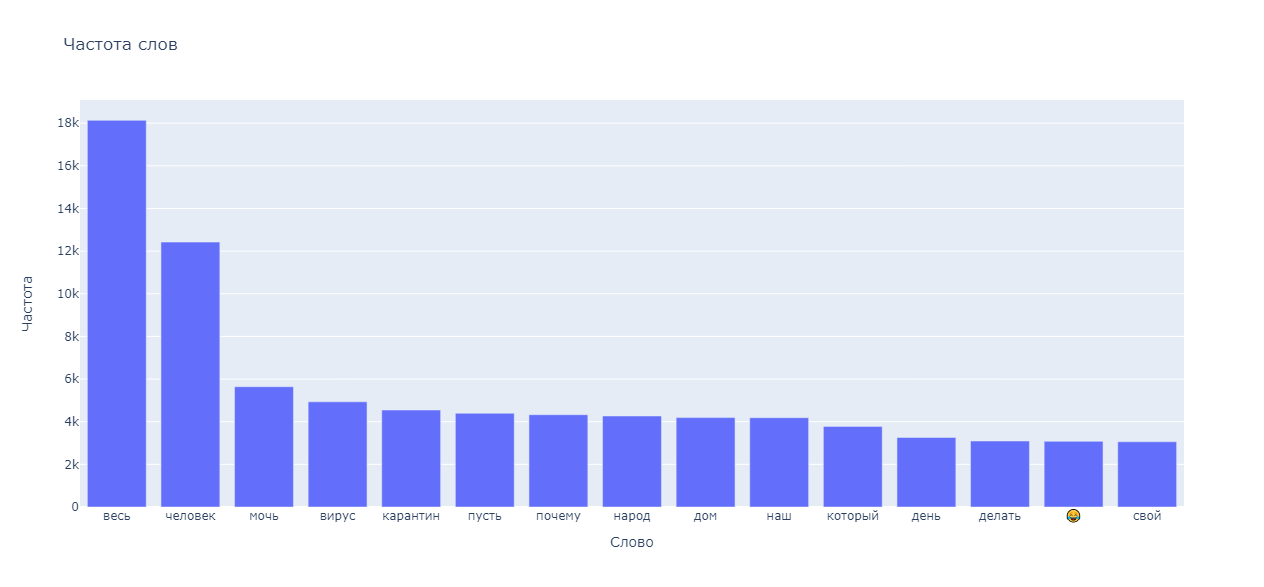 Частота слов
18k
16k
14k
12k
10k
8k
6k
4k
2k
0
Частота
весь человек мочь вирус карантин пусть почему народ дом наш который день делать 😂 свой
Слово